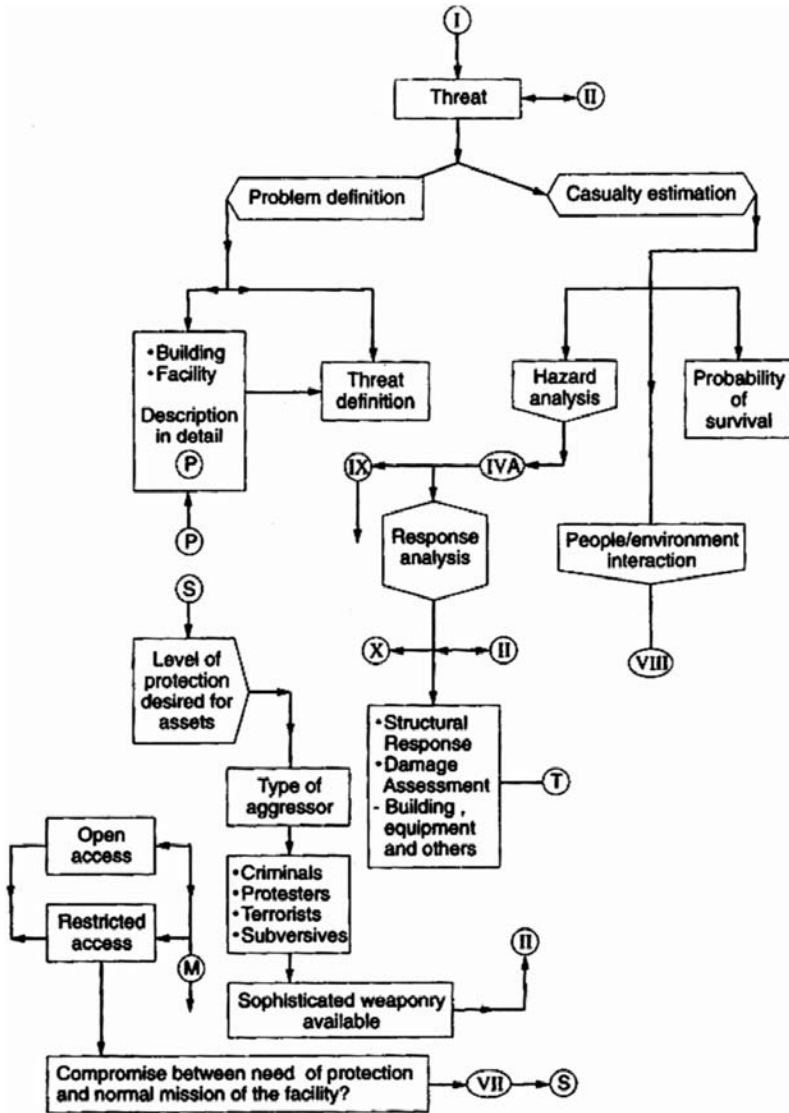 I
Threat
II
Problem definition
Casualty estimation
•Building
•Facility
Description
in detail
P
Threat
definition
Hazard
analysis
Probability
of
survival
IX
IVA
P
Response
analysis
People/environment
interaction
S
X
II
VIII
Level of
protection
desired for
assets
•Structural
Response
•Damage
Assessment
- Building ,
equipment
and others
T
Type of
aggressor
Open
access
•Criminals
•Protesters
•Terrorists
•Subversives
Restricted
access
II
M
Sophisticated weaponry
available
Compromise between need of protection
and normal mission of the facility?
VII
S